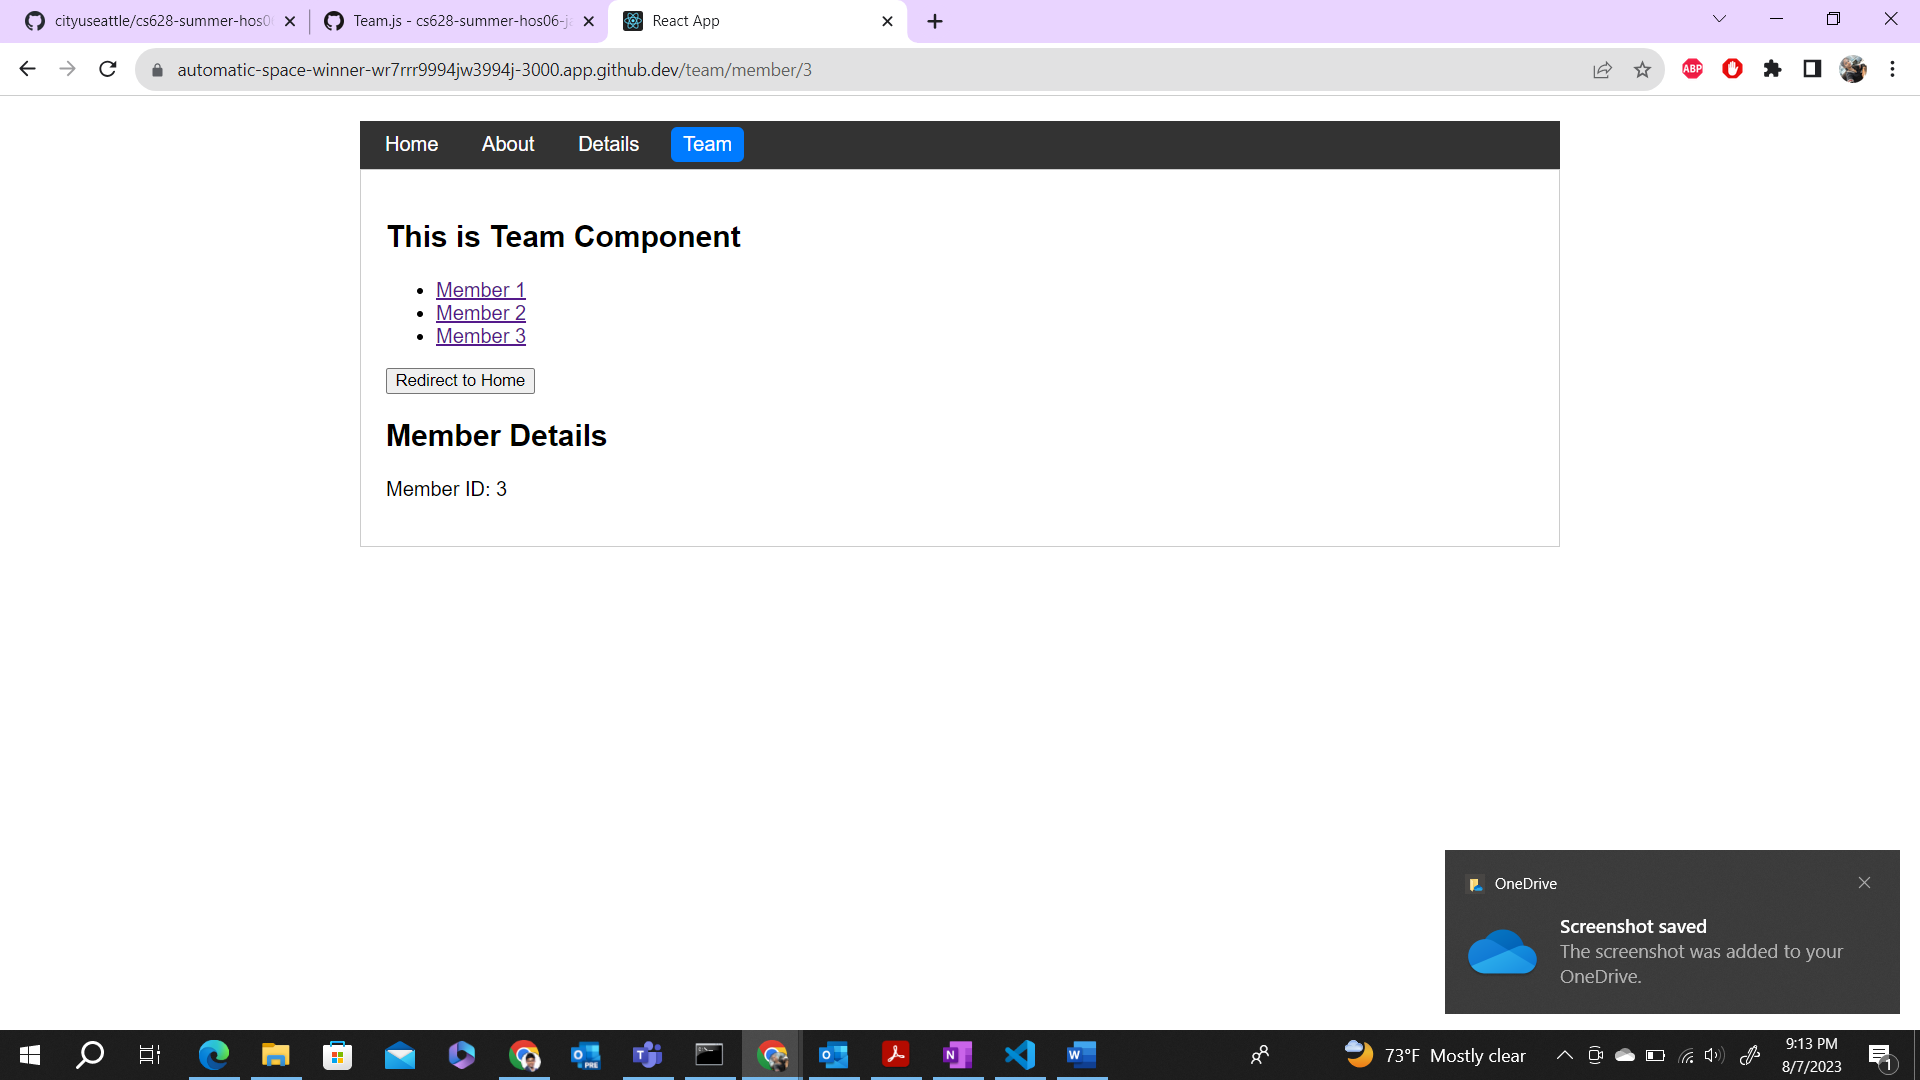 cityuseattle/cs628-summer-hos0
Team.js - cs628-summer-hos06-j
React App
automatic-space-winner-wr7rrr9994jw3994j-3000.app.github.dev/team/member/3
ABP
Home About Details Team
This is Team Component
Member 1
Member 2
Member 3
Redirect to Home
Member Details
Member ID: 3
OneDrive
Screenshot saved
The screenshot was added to your
OneDrive.
73°F Mostly clear
9:13 PM
8/7/2023
1